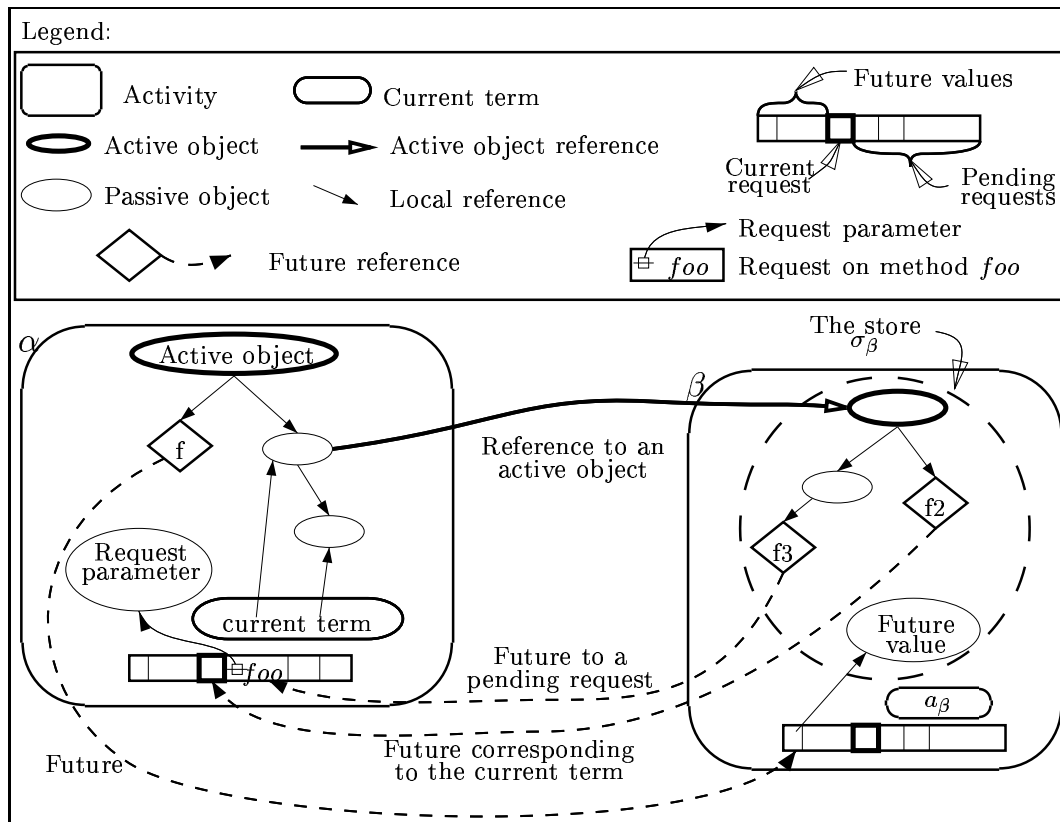 Legend:
Activity
Current term
Future values
Active object
Active object reference
Current
request
Pending
requests
Passive object
Local reference
Request parameter
Future reference
foo
Request on method foo
α
Active object
The store
σβ
β
f
Reference to an
active object
f2
f3
Request
parameter
current term
Future
value
foo
Future to a
pending request
aβ
Future corresponding
to the current term
Future